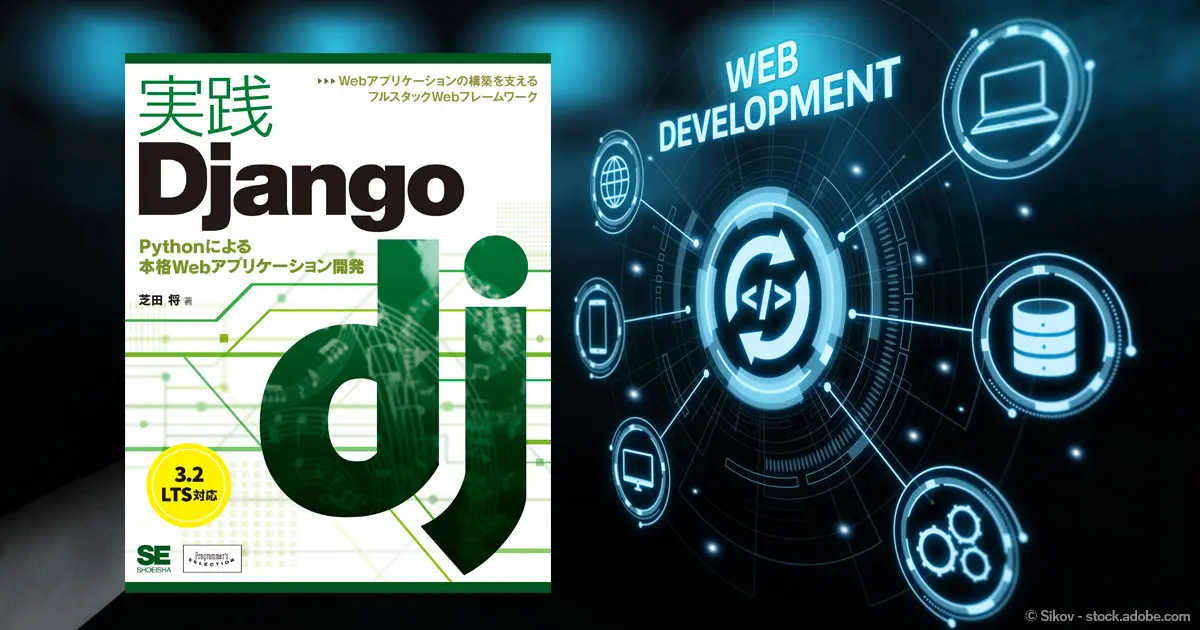 実践
▸▸▸ Webアプリケーションの構築を支える
フルスタックWebフレームワーク
Django
Pythonによる
本格Webアプリケーション開発
芝田 将 著
dj
3.2
LTS対応
SE
SHOEISHA
Programmer's
SELECTION
WEB
DEVELOPMENT
</>
© Sikov - stock.adobe.com